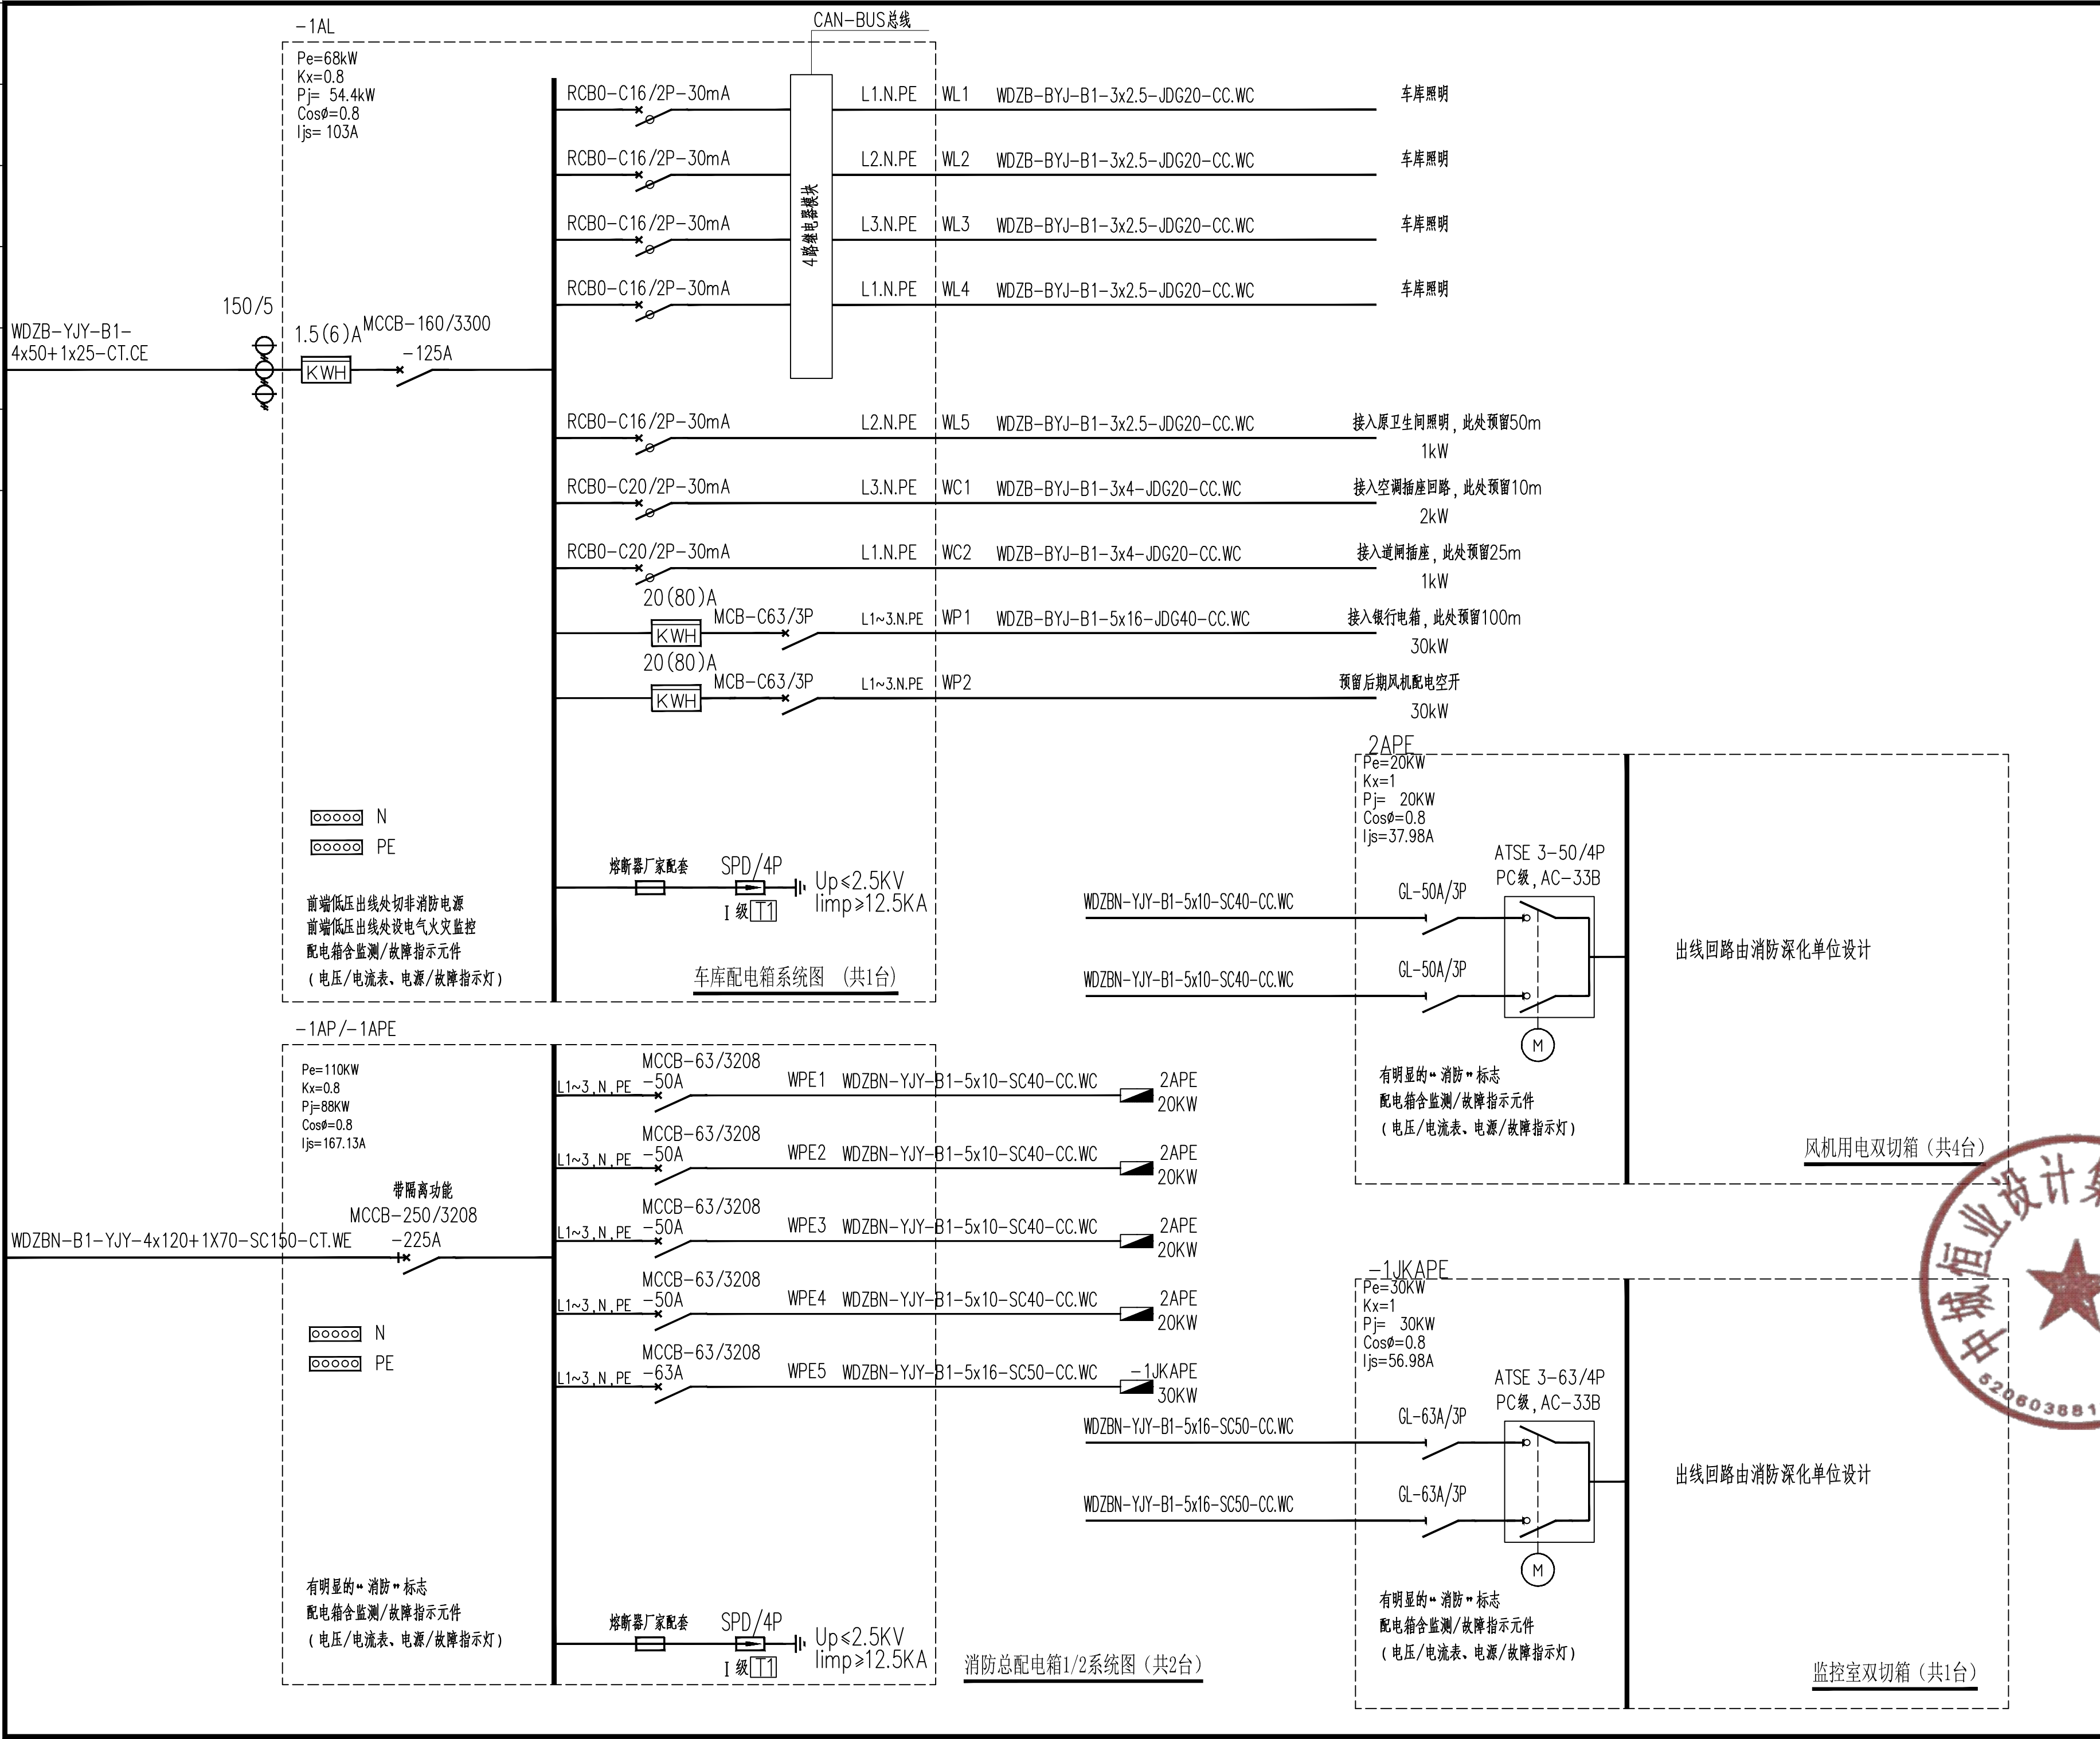 -1AL
CAN-BUS总线
Pe=68kW
Kx=0.8
Pj= 54.4kW
Cosø=0.8
Ijs= 103A
4路继电器模块
RCBO-C16/2P-30mA L1.N.PE WL1 WDZB-BYJ-B1-3x2.5-JDG20-CC.WC 车库照明
RCBO-C16/2P-30mA L2.N.PE WL2 WDZB-BYJ-B1-3x2.5-JDG20-CC.WC 车库照明
RCBO-C16/2P-30mA L3.N.PE WL3 WDZB-BYJ-B1-3x2.5-JDG20-CC.WC 车库照明
RCBO-C16/2P-30mA L1.N.PE WL4 WDZB-BYJ-B1-3x2.5-JDG20-CC.WC 车库照明
WDZB-YJY-B1-
4x50+1x25-CT.CE
150/5
1.5(6)A
KWH
MCCB-160/3300
-125A
RCBO-C16/2P-30mA L2.N.PE WL5 WDZB-BYJ-B1-3x2.5-JDG20-CC.WC 接入原卫生间照明,此处预留50m
1kW
RCBO-C20/2P-30mA L3.N.PE WC1 WDZB-BYJ-B1-3x4-JDG20-CC.WC 接入空调插座回路,此处预留10m
2kW
RCBO-C20/2P-30mA L1.N.PE WC2 WDZB-BYJ-B1-3x4-JDG20-CC.WC 接入道闸插座,此处预留25m
1kW
20(80)A
KWH MCB-C63/3P L1~3.N.PE WP1 WDZB-BYJ-B1-5x16-JDG40-CC.WC 接入银行电箱,此处预留100m
30kW
20(80)A
KWH MCB-C63/3P L1~3.N.PE WP2 预留后期风机配电空开
30kW
N
PE
前端低压出线处切非消防电源
前端低压出线处设电气火灾监控
配电箱含监测/故障指示元件
(电压/电流表、电源/故障指示灯)
熔断器厂家配套 SPD/4P
I 级 T1
Up≤2.5KV
Iimp≥12.5KA
车库配电箱系统图 (共1台)
2APE
Pe=20KW
Kx=1
Pj= 20KW
Cosø=0.8
Ijs=37.98A
ATSE 3-50/4P
PC级,AC-33B
WDZBN-YJY-B1-5x10-SC40-CC.WC GL-50A/3P
WDZBN-YJY-B1-5x10-SC40-CC.WC GL-50A/3P
M
出线回路由消防深化单位设计
有明显的"消防"标志
配电箱含监测/故障指示元件
(电压/电流表、电源/故障指示灯)
风机用电双切箱(共4台)
-1AP/-1APE
Pe=110KW
Kx=0.8
Pj=88KW
Cosø=0.8
Ijs=167.13A
带隔离功能
MCCB-250/3208
-225A
WDZBN-B1-YJY-4x120+1X70-SC150-CT.WE
MCCB-63/3208
L1~3,N,PE -50A WPE1 WDZBN-YJY-B1-5x10-SC40-CC.WC 2APE
20KW
MCCB-63/3208
L1~3,N,PE -50A WPE2 WDZBN-YJY-B1-5x10-SC40-CC.WC 2APE
20KW
MCCB-63/3208
L1~3,N,PE -50A WPE3 WDZBN-YJY-B1-5x10-SC40-CC.WC 2APE
20KW
MCCB-63/3208
L1~3,N,PE -50A WPE4 WDZBN-YJY-B1-5x10-SC40-CC.WC 2APE
20KW
MCCB-63/3208
L1~3,N,PE -63A WPE5 WDZBN-YJY-B1-5x16-SC50-CC.WC -1JKAPE
30KW
N
PE
有明显的"消防"标志
配电箱含监测/故障指示元件
(电压/电流表、电源/故障指示灯)
熔断器厂家配套 SPD/4P
I 级 T1
Up≤2.5KV
Iimp≥12.5KA
消防总配电箱1/2系统图(共2台)
-1JKAPE
Pe=30KW
Kx=1
Pj= 30KW
Cosø=0.8
Ijs=56.98A
ATSE 3-63/4P
PC级,AC-33B
WDZBN-YJY-B1-5x16-SC50-CC.WC GL-63A/3P
WDZBN-YJY-B1-5x16-SC50-CC.WC GL-63A/3P
M
出线回路由消防深化单位设计
有明显的"消防"标志
配电箱含监测/故障指示元件
(电压/电流表、电源/故障指示灯)
监控室双切箱(共1台)
中城恒业设计
520603881